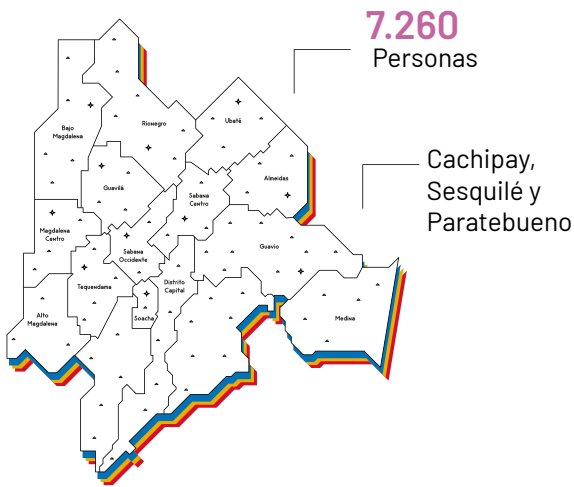 7.260
Personas
Cachipay,
Sesquilé y
Paratebueno
Bajo
Magdalena
Rionegro
Ubaté
Guavilá
Sabana
Centro
Almeidas
Magdalena
Centro
Sabana
Occidente
Guavio
Tequendama
Distrito
Capital
Alto
Magdalena
Soacha
Medina